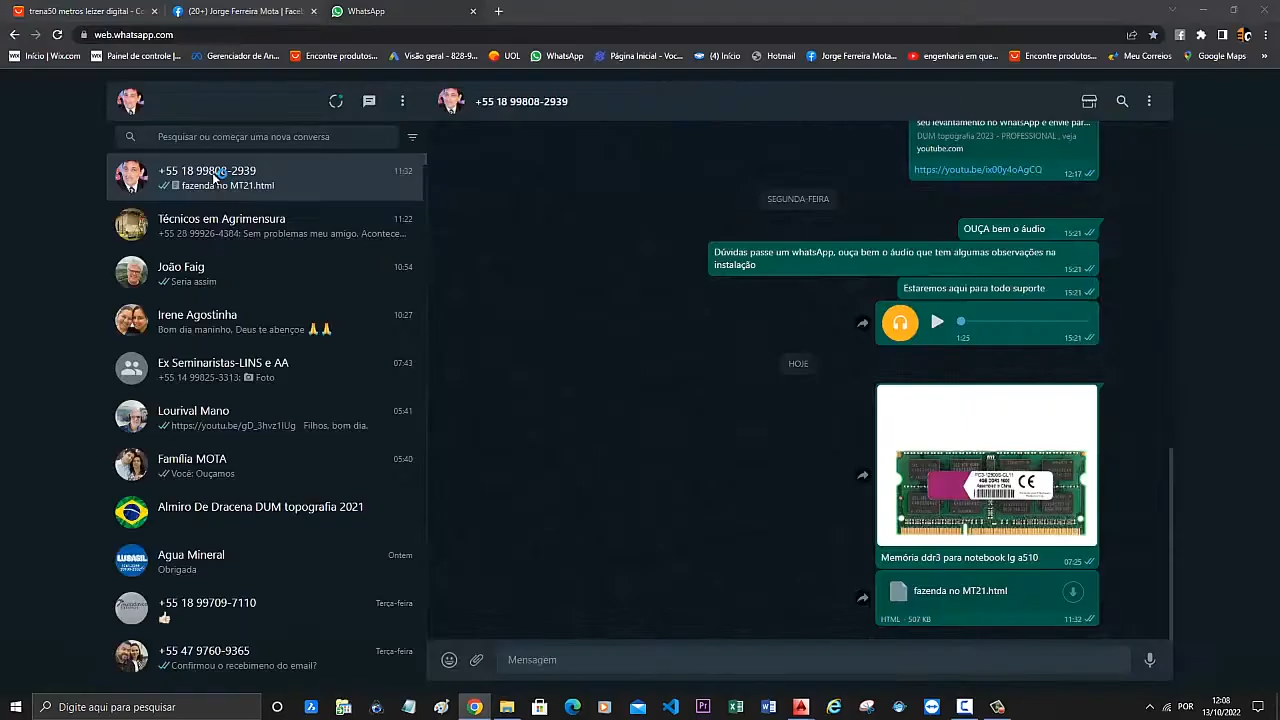 trena50 metros leizer digital - Co
(20+) Jorge Ferreira Mota | Faceb
WhatsApp
web.whatsapp.com
Início | Wix.com
Painel de controle |...
Gerenciador de An...
Encontre produtos...
Visão geral – 828-9...
UOL
WhatsApp
Página Inicial - Voc...
(4) Início
Hotmail
Jorge Ferreira Mota...
engenharia em que...
Encontre produtos...
Meu Correios
Google Maps
+55 18 99808-2939
Pesquisar ou começar uma nova conversa
+55 18 99808-2939
11:32
fazenda no MT21.html
Técnicos em Agrimensura
11:22
+55 28 99926-4384: Sem problemas meu amigo. Acontece...
João Faig
10:54
Seria assim
Irene Agostinha
10:27
Bom dia maninho, Deus te abençoe 🙏🙏
Ex Seminaristas-LINS e AA
07:43
+55 14 99825-3313: Foto
Lourival Mano
05:41
https://youtu.be/gD_3hvz1IUg Filhos, bom dia.
Família MOTA
05:40
Você: Ouçamos
Almiro De Dracena DUM topografia 2021
Agua Mineral
Ontem
Obrigada
+55 18 99709-7110
Terça-feira
👍🏻
+55 47 9760-9365
Terça-feira
Confirmou o recebimeno do email?
seu levantamento no WhatsApp e envie par...
DUM topografia 2023 - PROFESSIONAL , veja
youtube.com
https://youtu.be/ix00y4oAgCQ
12:17
SEGUNDA-FEIRA
OUÇA bem o áudio
15:21
Dúvidas passe um whatsApp, ouça bem o áudio que tem algumas observações na
instalação
15:21
Estaremos aqui para todo suporte
15:21
1:25
15:21
HOJE
CE
Memória ddr3 para notebook lg a510
07:25
fazenda no MT21.html
HTML • 507 KB
11:32
Mensagem
Digite aqui para pesquisar
POR
12:08
13/10/2022